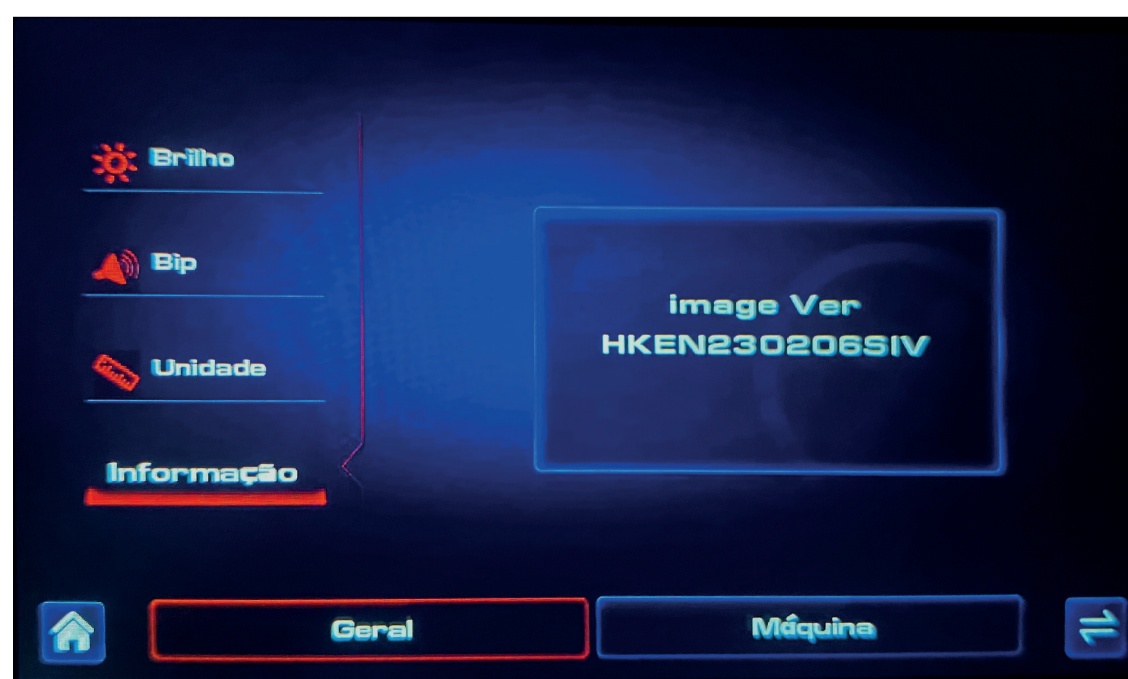 Brilho
Bip
Unidade
Informação
image Ver
HKEN230206SIV
Geral
Máquina